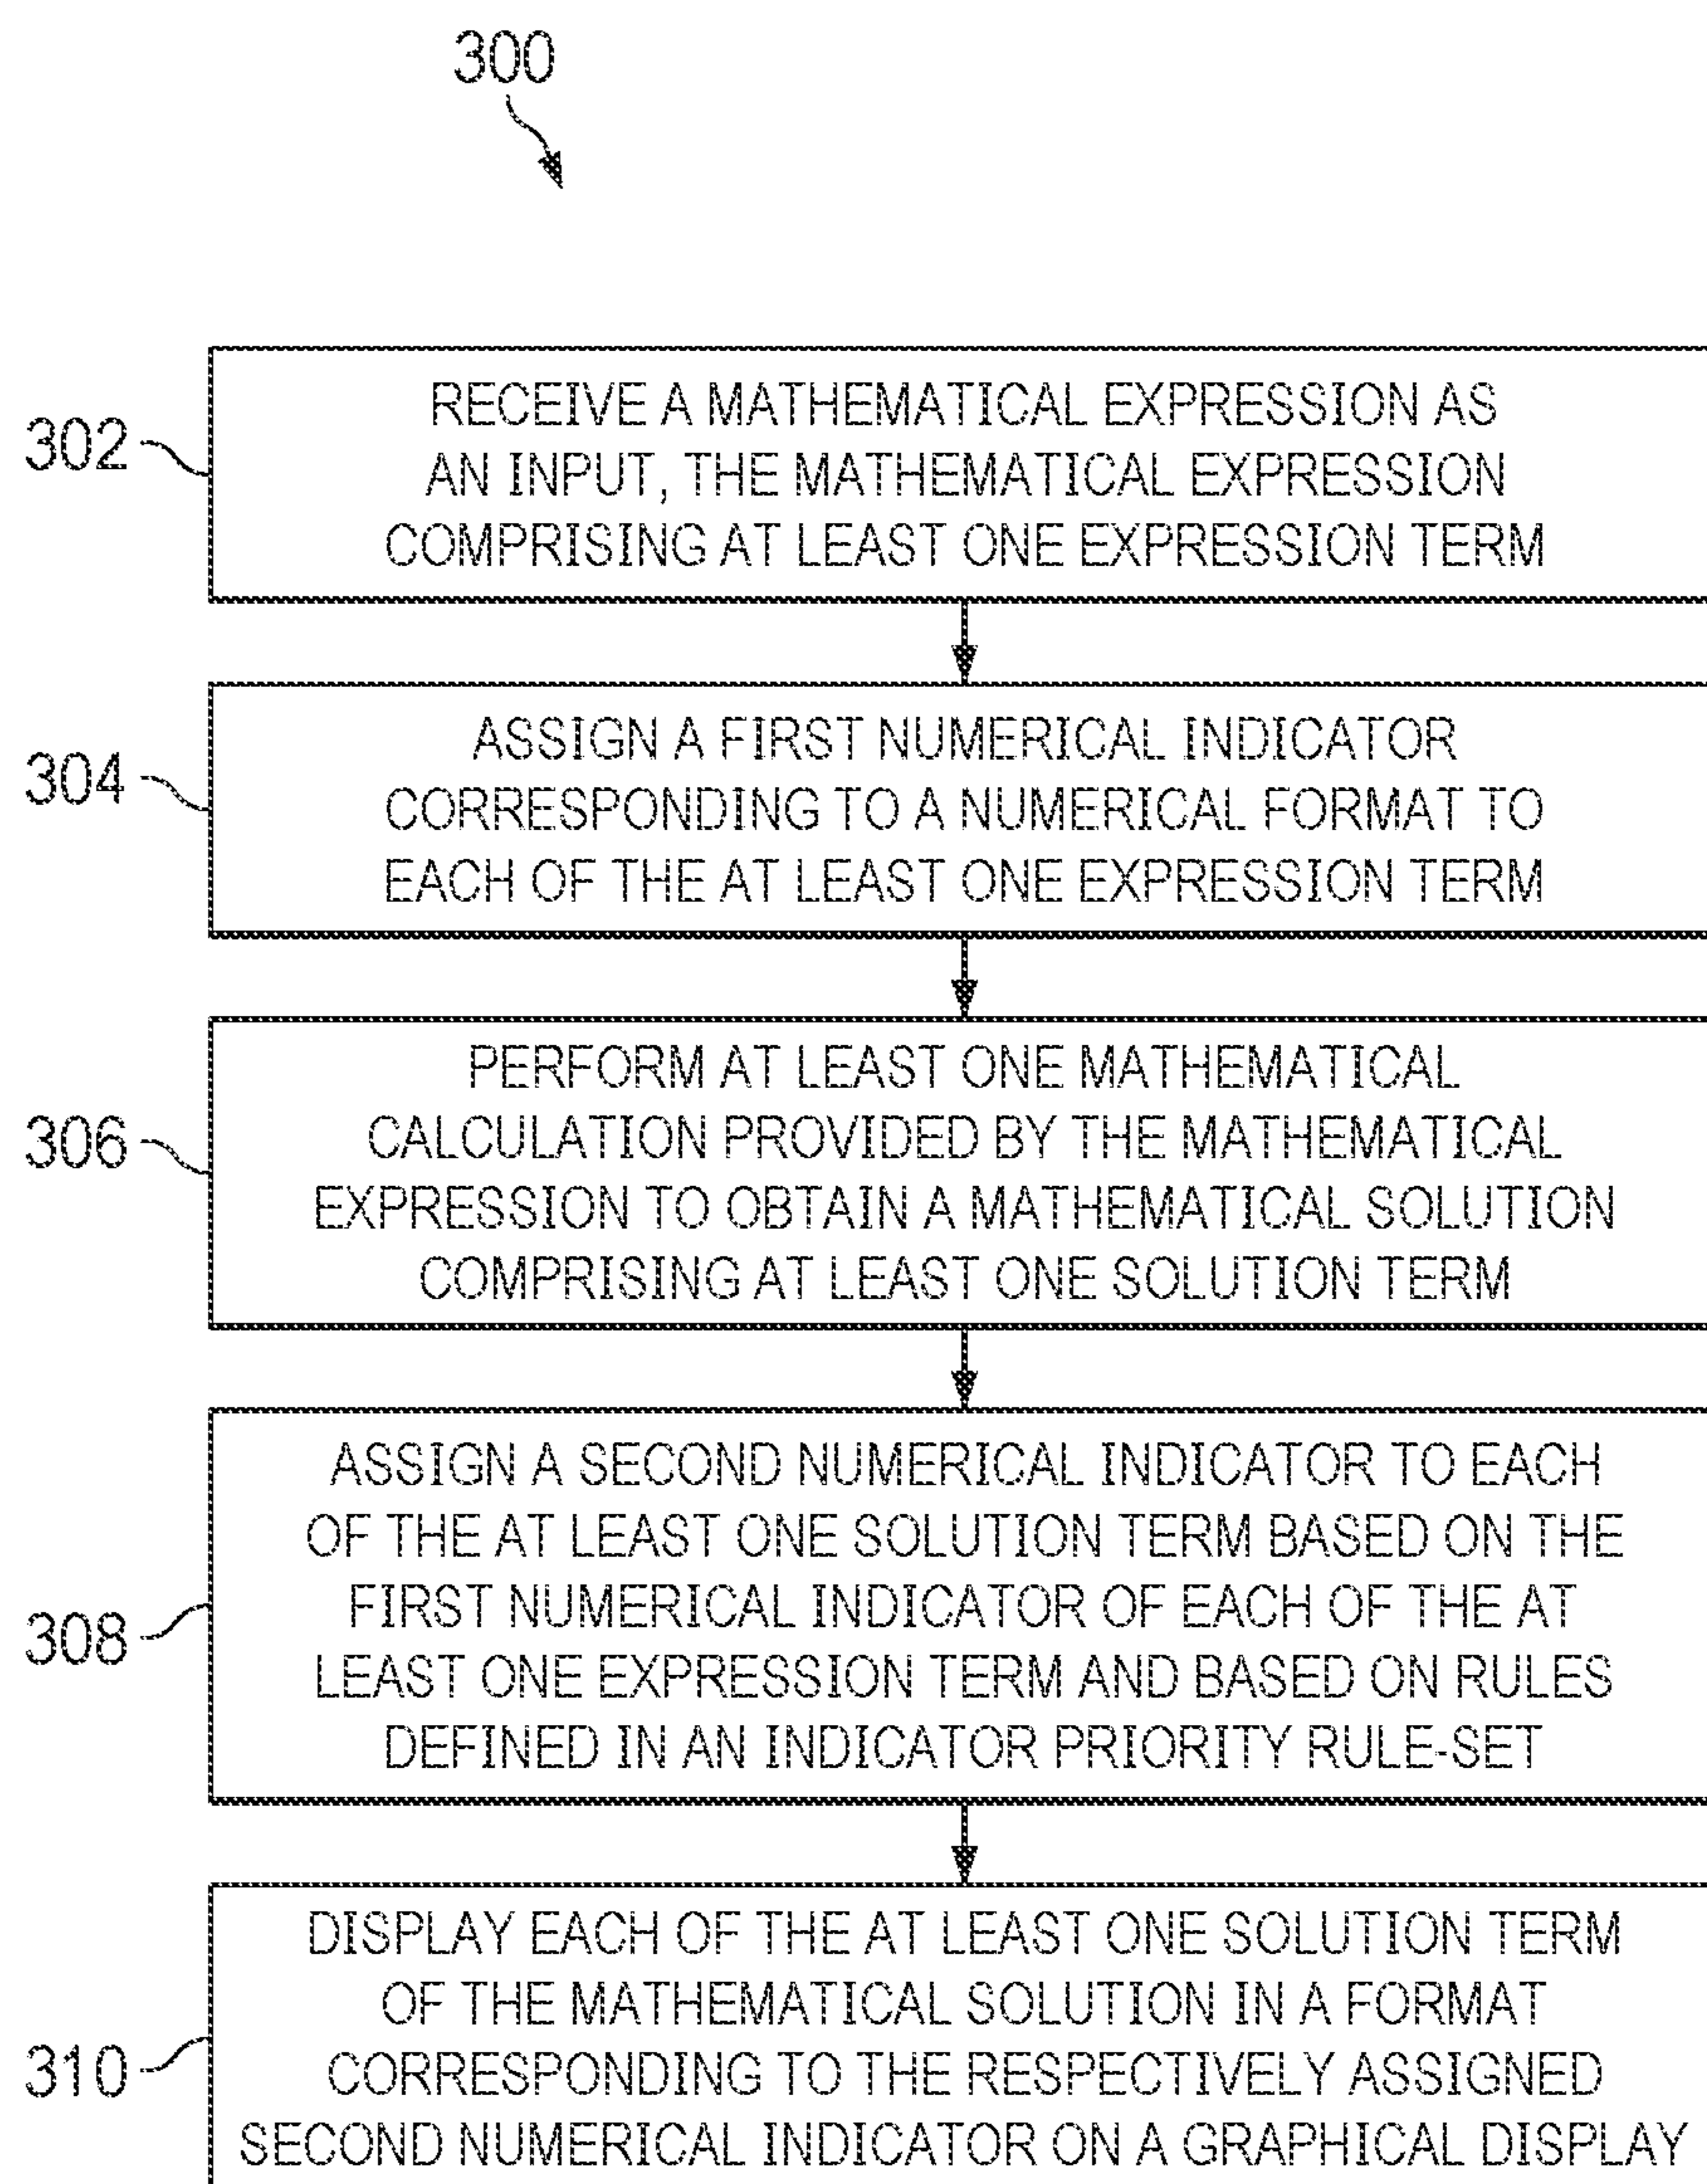 300
302
RECEIVE A MATHEMATICAL EXPRESSION AS
AN INPUT, THE MATHEMATICAL EXPRESSION
COMPRISING AT LEAST ONE EXPRESSION TERM
304
ASSIGN A FIRST NUMERICAL INDICATOR
CORRESPONDING TO A NUMERICAL FORMAT TO
EACH OF THE AT LEAST ONE EXPRESSION TERM
306
PERFORM AT LEAST ONE MATHEMATICAL
CALCULATION PROVIDED BY THE MATHEMATICAL
EXPRESSION TO OBTAIN A MATHEMATICAL SOLUTION
COMPRISING AT LEAST ONE SOLUTION TERM
308
ASSIGN A SECOND NUMERICAL INDICATOR TO EACH
OF THE AT LEAST ONE SOLUTION TERM BASED ON THE
FIRST NUMERICAL INDICATOR OF EACH OF THE AT
LEAST ONE EXPRESSION TERM AND BASED ON RULES
DEFINED IN AN INDICATOR PRIORITY RULE-SET
310
DISPLAY EACH OF THE AT LEAST ONE SOLUTION TERM
OF THE MATHEMATICAL SOLUTION IN A FORMAT
CORRESPONDING TO THE RESPECTIVELY ASSIGNED
SECOND NUMERICAL INDICATOR ON A GRAPHICAL DISPLAY